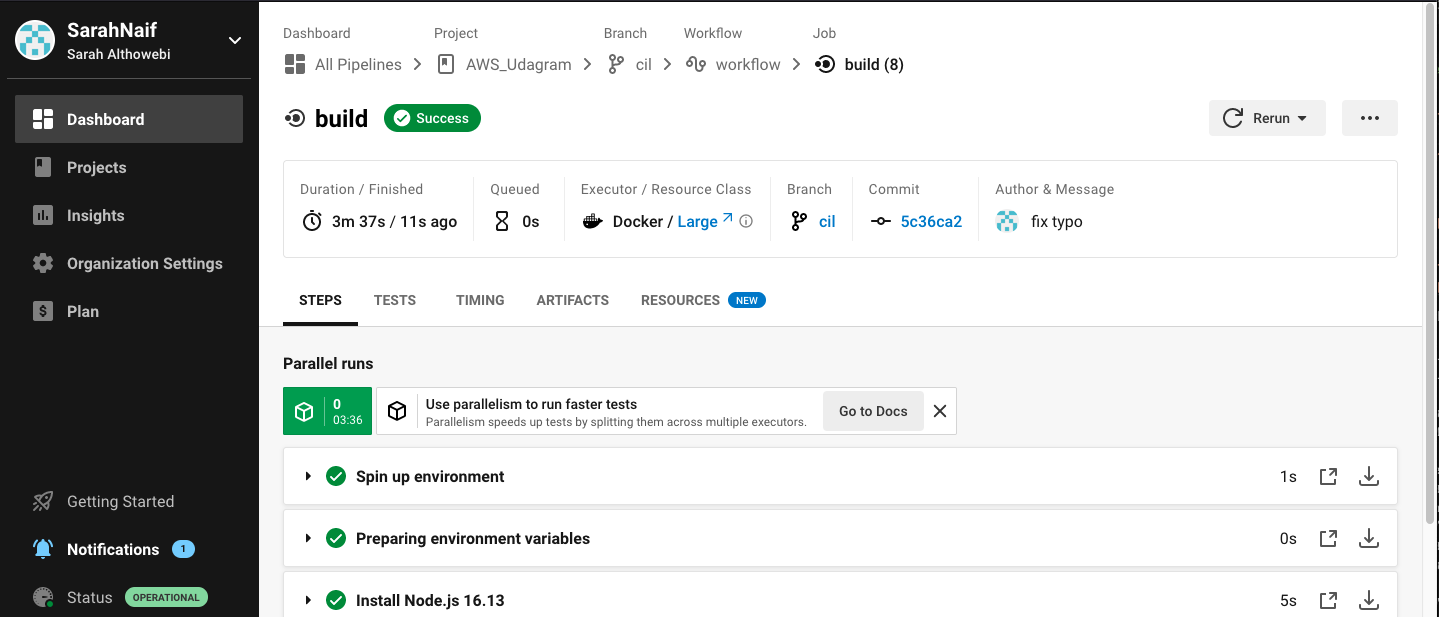 SarahNaif
Sarah Althowebi
Dashboard
Projects
Insights
Organization Settings
$ Plan
Getting Started
Notifications 1
Status OPERATIONAL
Dashboard Project Branch Workflow Job
All Pipelines AWS_Udagram cil workflow build (8)
build Success Rerun
Duration / Finished Queued Executor / Resource Class Branch Commit Author & Message
3m 37s / 11s ago 0s Docker / Large cil 5c36ca2 fix typo
STEPS TESTS TIMING ARTIFACTS RESOURCES NEW
Parallel runs
0
03:36
Use parallelism to run faster tests
Parallelism speeds up tests by splitting them across multiple executors.
Go to Docs
Spin up environment 1s
Preparing environment variables 0s
Install Node.js 16.13 5s